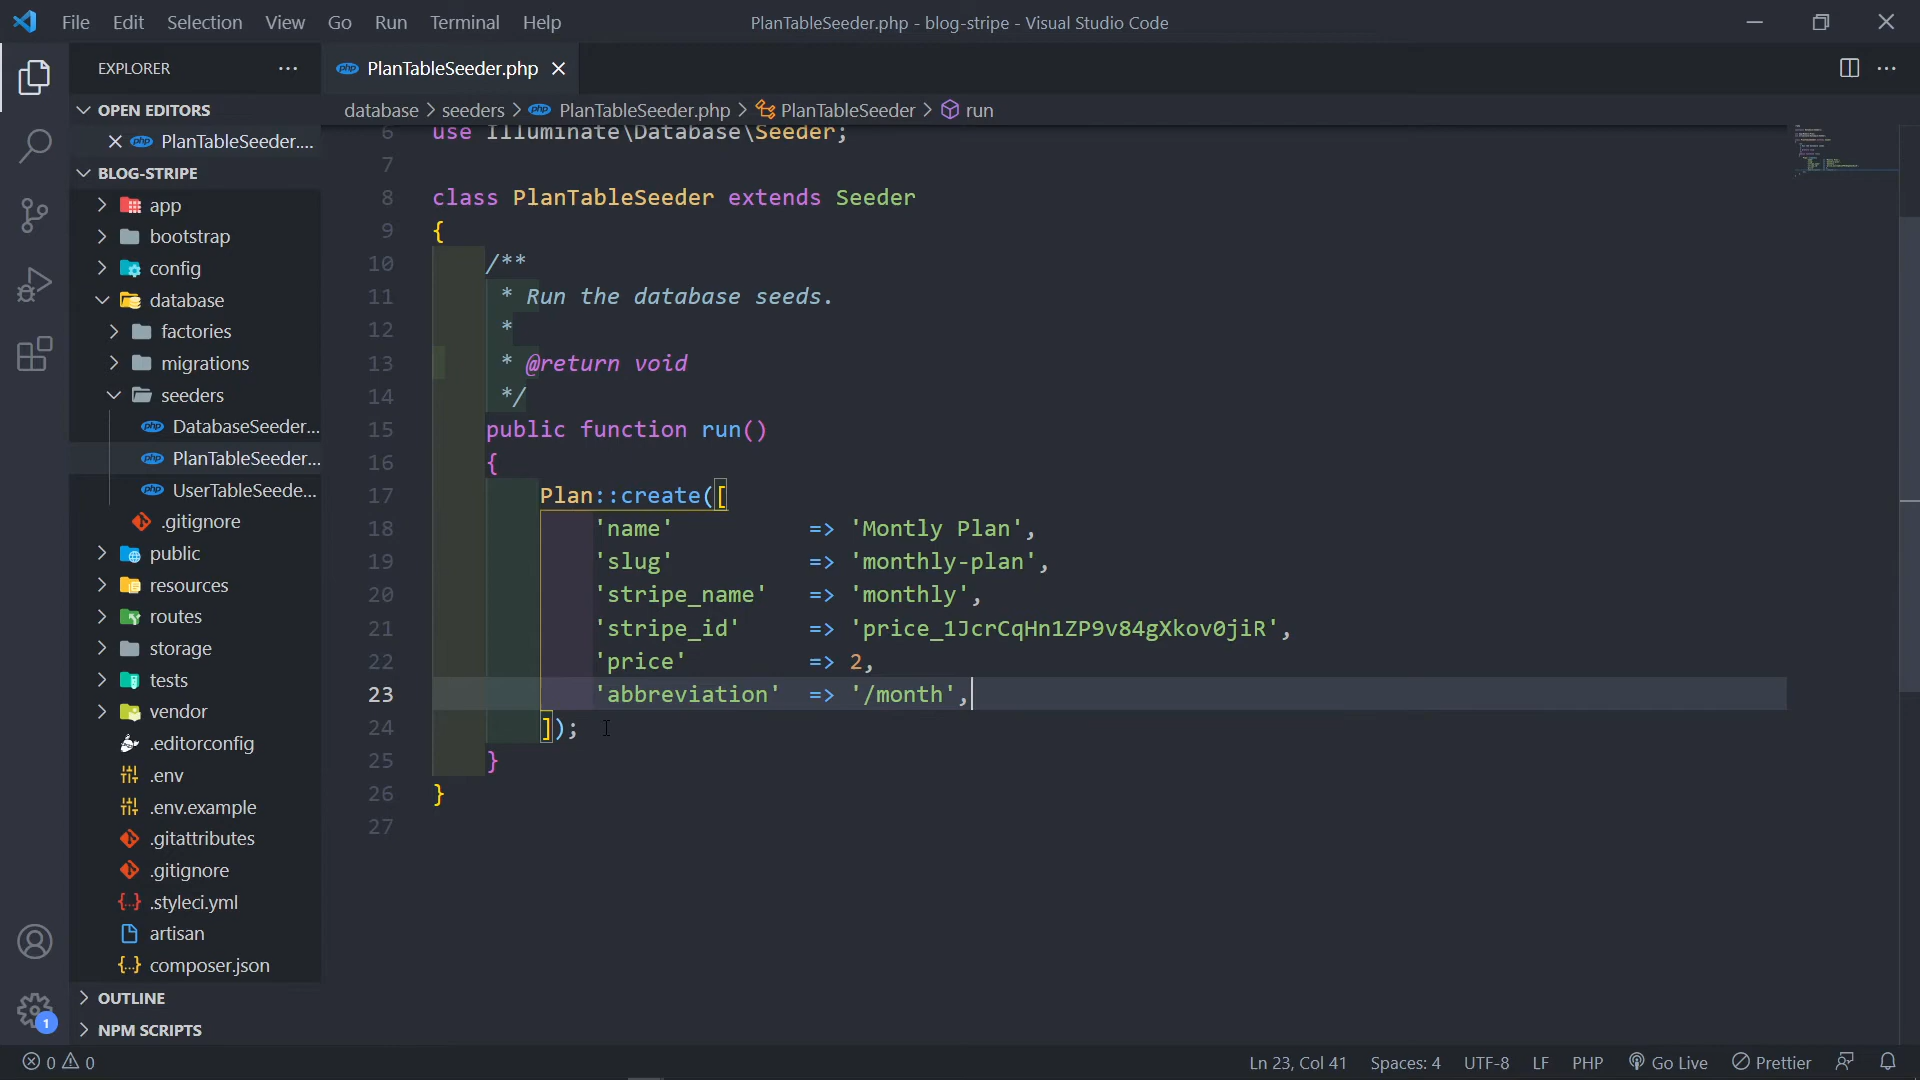 File Edit Selection View Go Run Terminal Help PlanTableSeeder.php - blog-stripe - Visual Studio Code
EXPLORER
OPEN EDITORS
PlanTableSeeder....
BLOG-STRIPE
app
bootstrap
config
database
factories
migrations
seeders
DatabaseSeeder...
PlanTableSeeder...
UserTableSeede...
.gitignore
public
resources
routes
storage
tests
vendor
.editorconfig
.env
.env.example
.gitattributes
.gitignore
.styleci.yml
artisan
composer.json
OUTLINE
NPM SCRIPTS
PlanTableSeeder.php
database > seeders > PlanTableSeeder.php > PlanTableSeeder > run
6 use Illuminate\Database\Seeder;
7
8 class PlanTableSeeder extends Seeder
9 {
10 /**
11 * Run the database seeds.
12 *
13 * @return void
14 */
15 public function run()
16 {
17 Plan::create([
18 'name' => 'Montly Plan',
19 'slug' => 'monthly-plan',
20 'stripe_name' => 'monthly',
21 'stripe_id' => 'price_1JcrCqHn1ZP9v84gXkov0jiR',
22 'price' => 2,
23 'abbreviation' => '/month',
24 ]);
25 }
26 }
27
1
0 0 Ln 23, Col 41 Spaces: 4 UTF-8 LF PHP Go Live Prettier